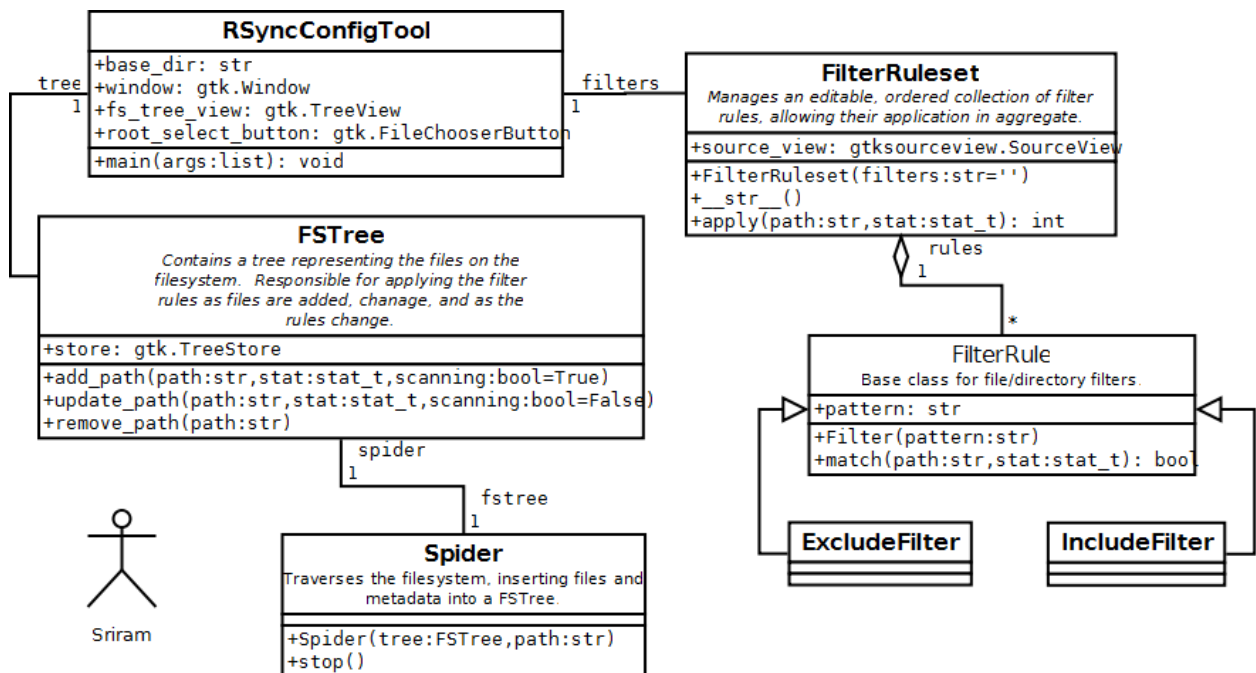 RSyncConfigTool
+base_dir: str
+window: gtk.Window
+fs_tree_view: gtk.TreeView
+root_select_button: gtk.FileChooserButton
+main(args:list): void
tree
1
filters
1
FilterRuleset
Manages an editable, ordered collection of filter
rules, allowing their application in aggregate.
+source_view: gtksourceview.SourceView
+FilterRuleset(filters:str='')
+__str__()
+apply(path:str,stat:stat_t): int
rules
1
*
FSTree
Contains a tree representing the files on the
filesystem. Responsible for applying the filter
rules as files are added, chanage, and as the
rules change.
+store: gtk.TreeStore
+add_path(path:str,stat:stat_t,scanning:bool=True)
+update_path(path:str,stat:stat_t,scanning:bool=False)
+remove_path(path:str)
spider
1
fstree
1
FilterRule
Base class for file/directory filters.
+pattern: str
+Filter(pattern:str)
+match(path:str,stat:stat_t): bool
ExcludeFilter
IncludeFilter
Spider
Traverses the filesystem, inserting files and
metadata into a FSTree.
+Spider(tree:FSTree,path:str)
+stop()
Sriram